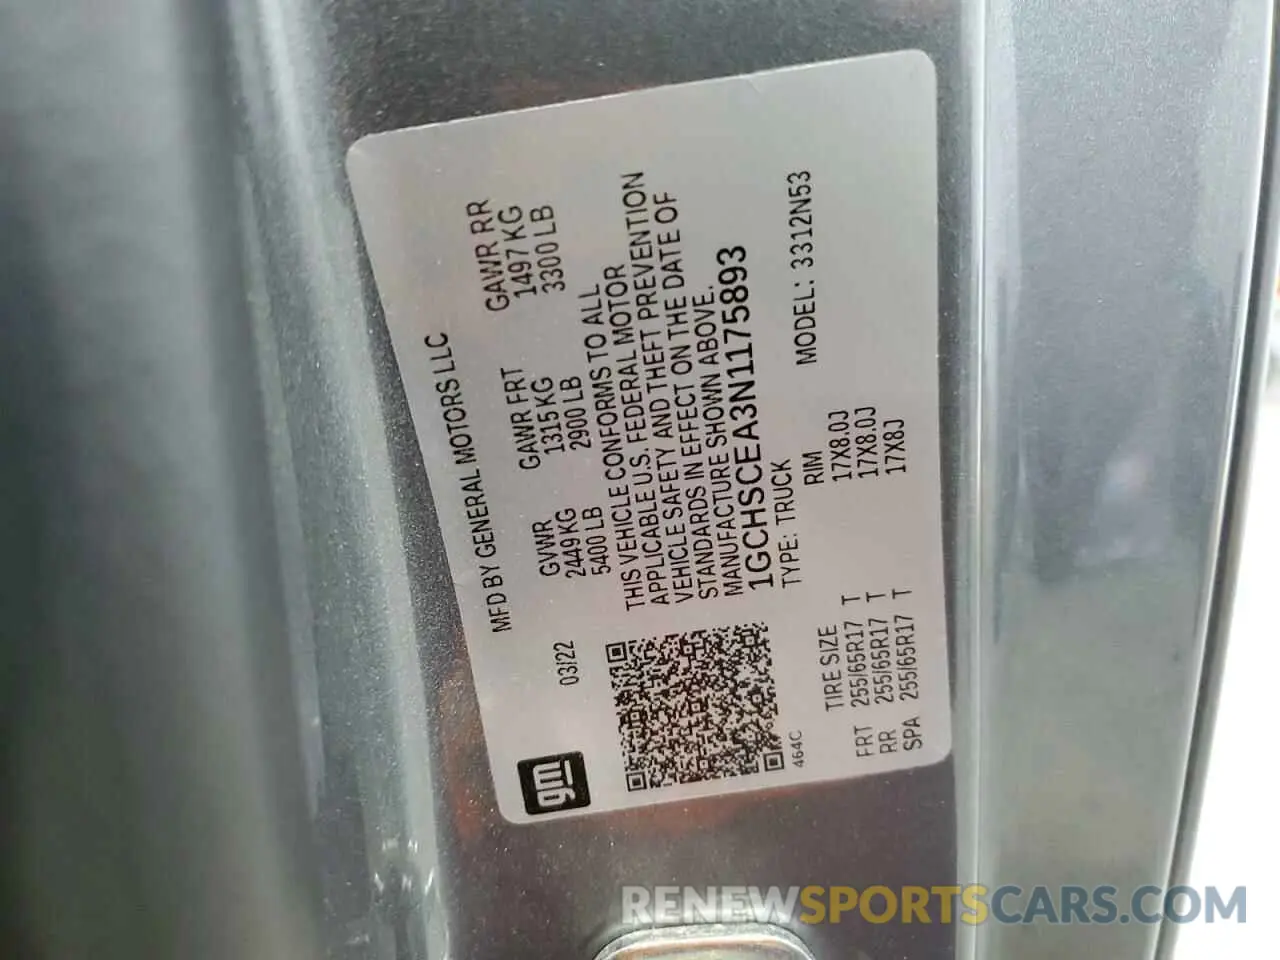 MFD BY GENERAL MOTORS LLC
03/22
GVWR GAWR FRT GAWR RR
2449 KG 1315 KG 1497 KG
5400 LB 2900 LB 3300 LB
THIS VEHICLE CONFORMS TO ALL
APPLICABLE U.S. FEDERAL MOTOR
VEHICLE SAFETY AND THEFT PREVENTION
STANDARDS IN EFFECT ON THE DATE OF
MANUFACTURE SHOWN ABOVE.
1GCHSCEA3N1175893
TYPE: TRUCK MODEL: 3312N53
gm
464C
TIRE SIZE RIM
FRT 255/65R17 T 17X8.0J
RR 255/65R17 T 17X8.0J
SPA 255/65R17 T 17X8J
RENEWSPORTSCARS.COM